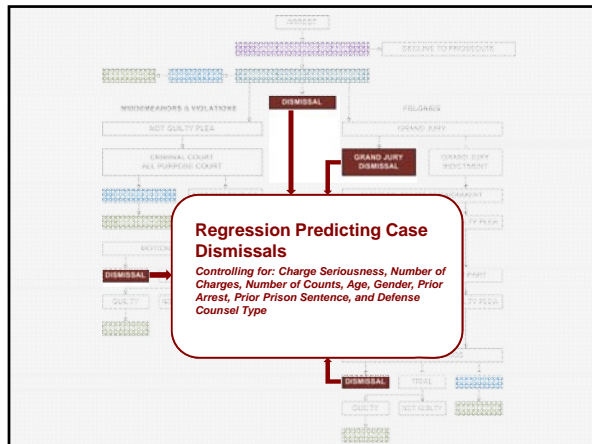 ARREST
DECLINE TO PROSECUTE
MISDEMEANORS & VIOLATIONS
DISMISSAL
FELONIES
NOT GUILTY PLEA
GRAND JURY
CRIMINAL COURT
ALL PURPOSE COURT
GRAND JURY
DISMISSAL
GRAND JURY
INDICTMENT
Regression Predicting Case
Dismissals
Controlling for: Charge Seriousness, Number of
Charges, Number of Counts, Age, Gender, Prior
Arrest, Prior Prison Sentence, and Defense
Counsel Type
DISMISSAL
GUILTY
PART
DISMISSAL
TRIAL
GUILTY
NOT GUILTY